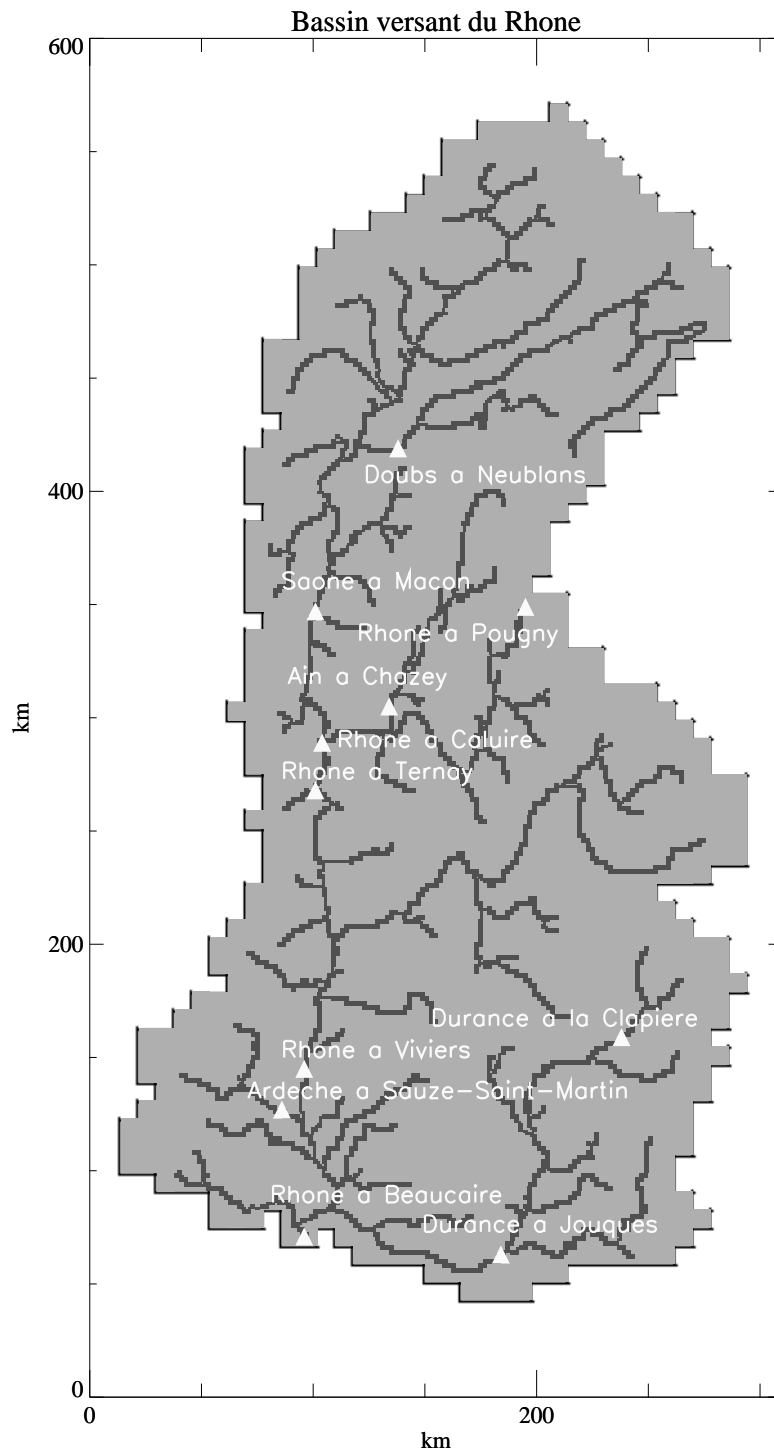 Bassin versant du Rhone
600
Doubs a Neublans
400
Saone a Macon
Rhone a Pougny
Ain a Chazey
km
Rhone a Caluire
Rhone a Ternay
200
Durance a la Clapiere
Rhone a Viviers
Ardeche a Sauze-Saint-Martin
Rhone a Beaucaire
Durance a Jouques
0
0
200
km